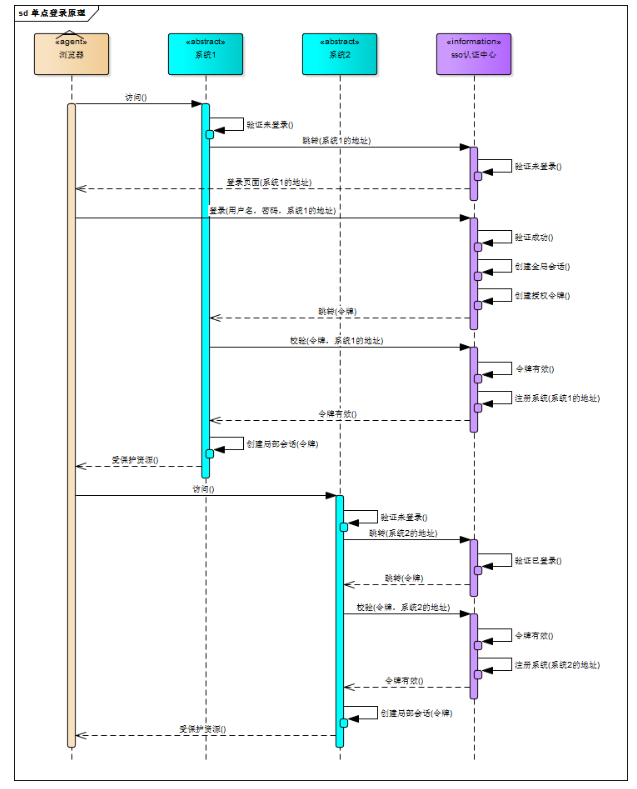 sd 单点登录原理
«agent»
浏览器
«abstract»
系统1
«abstract»
系统2
«information»
sso认证中心
访问()
验证未登录()
跳转(系统1的地址)
验证未登录()
登录页面(系统1的地址)
登录(用户名，密码，系统1的地址)
验证成功()
创建全局会话()
创建授权令牌()
跳转(令牌)
校验(令牌，系统1的地址)
令牌有效()
注册系统(系统1的地址)
令牌有效()
创建局部会话(令牌)
受保护资源()
访问()
验证未登录()
跳转(系统2的地址)
验证已登录()
跳转(令牌)
校验(令牌，系统2的地址)
令牌有效()
注册系统(系统2的地址)
令牌有效()
创建局部会话(令牌)
受保护资源()